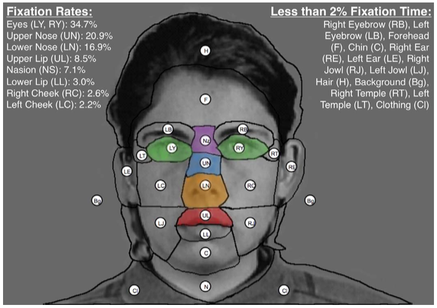 Fixation Rates:
Eyes (LY, RY): 34.7%
Upper Nose (UN): 20.9%
Lower Nose (LN): 16.9%
Upper Lip (UL): 8.5%
Nasion (NS): 7.1%
Lower Lip (LL): 3.0%
Right Cheek (RC): 2.6%
Left Cheek (LC): 2.2%
Less than 2% Fixation Time:
Right Eyebrow (RB), Left
Eyebrow (LB), Forehead
(F), Chin (C), Right Ear
(RE), Left Ear (LE), Right
Jowl (RJ), Left Jowl (LJ),
Hair (H), Background (Bg),
Right Temple (RT), Left
Temple (LT), Clothing (Cl)
H
F
LB RB
NS
LY RY
LT RT
UN
LE RE
LC LN RC
Bg Bg
UL
LJ RJ
LL
C
N
Cl Cl